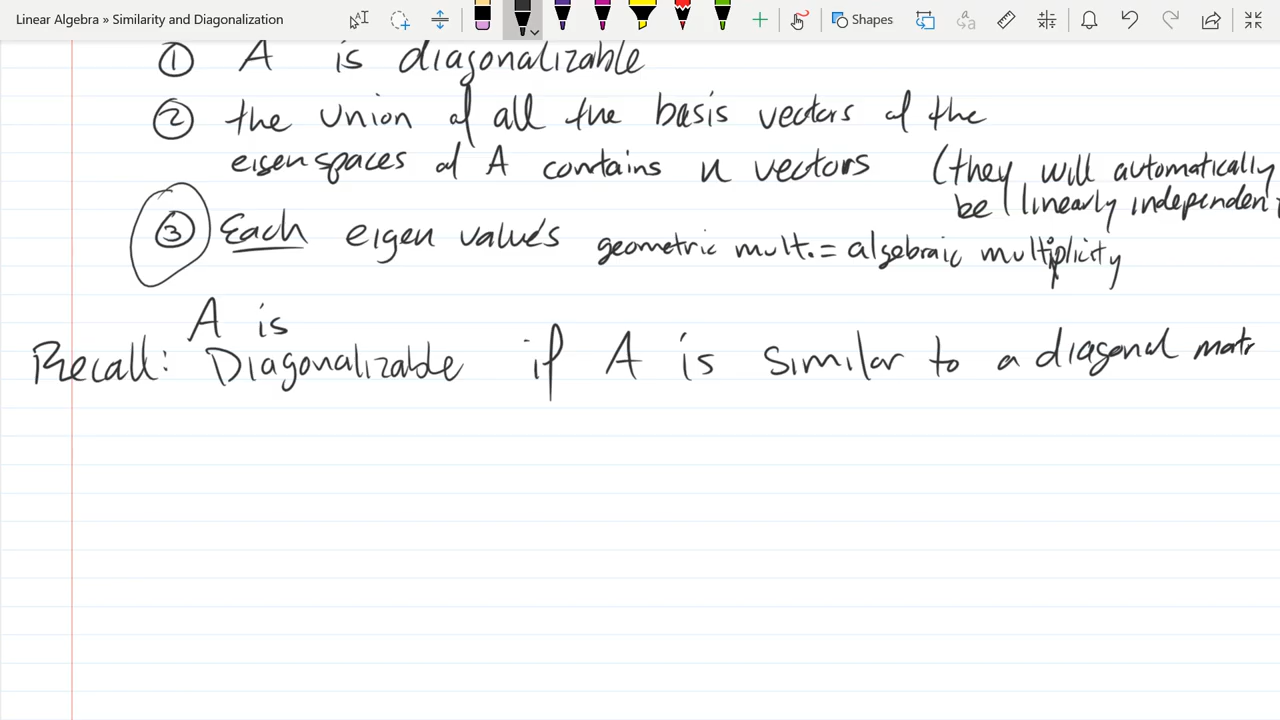 Linear Algebra » Similarity and Diagonalization
Shapes
① A is diagonalizable
② the union of all the basis vectors of the
eigenspaces of A contains n vectors (they will automatically
be linearly independent
③ Each eigen values geometric mult. = algebraic multiplicity
A is
Recall: Diagonalizable if A is similar to a diagonal matr